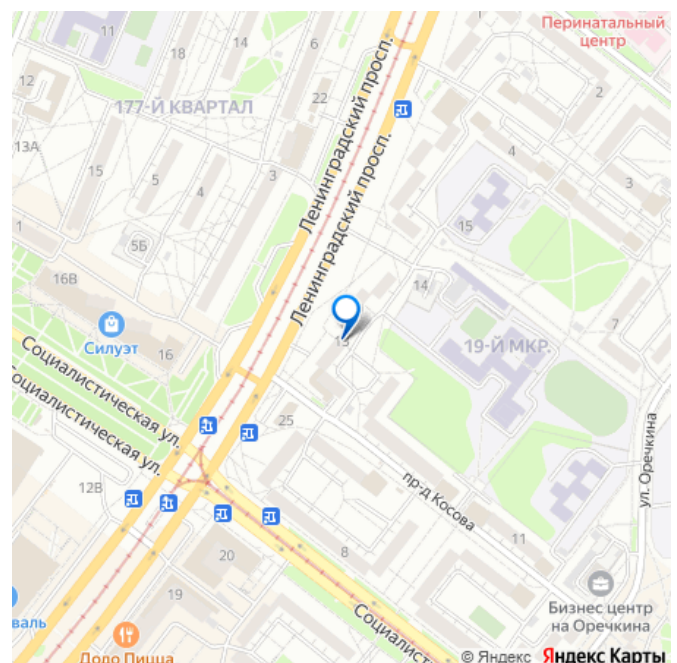 Перинатальный
центр
11
14
6
18
12
22
2
177-Й КВАРТАЛ
Ленинградский просп.
13А
15
5
4
3
4
3
Ленинградский просп.
1
5Б
15
16В
14
7
Силуэт
16
13
19-Й МКР.
Социалистическая ул.
Социалистическая ул.
25
ул. Оречкина
12В
пр-д Косова
11
20
8
19
Бизнес центр
на Оречкина
Социалис
валь
Додо Пицца
© Яндекс Яндекс Карты